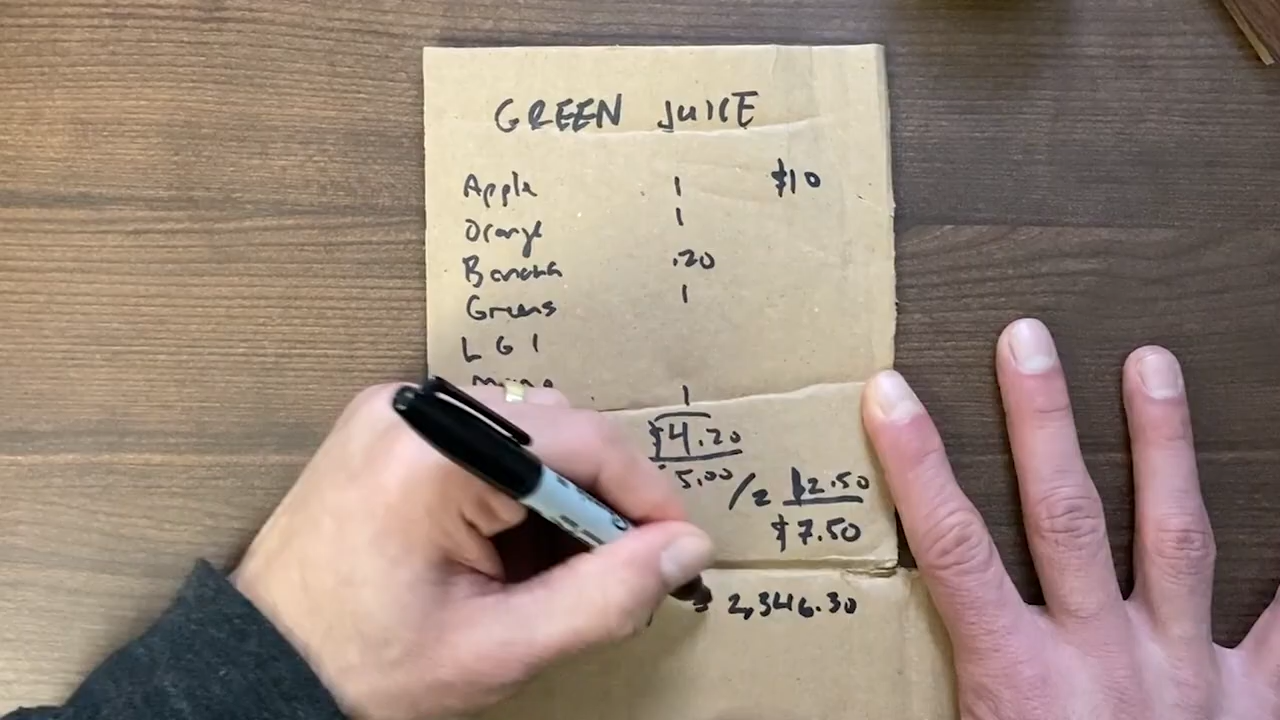 GREEN JUICE
Apple 1 $10
Orange 1
Banana .20
Greens 1
L G 1
1
$4.20
5.00 /2 $2.50
$7.50
2,346.30